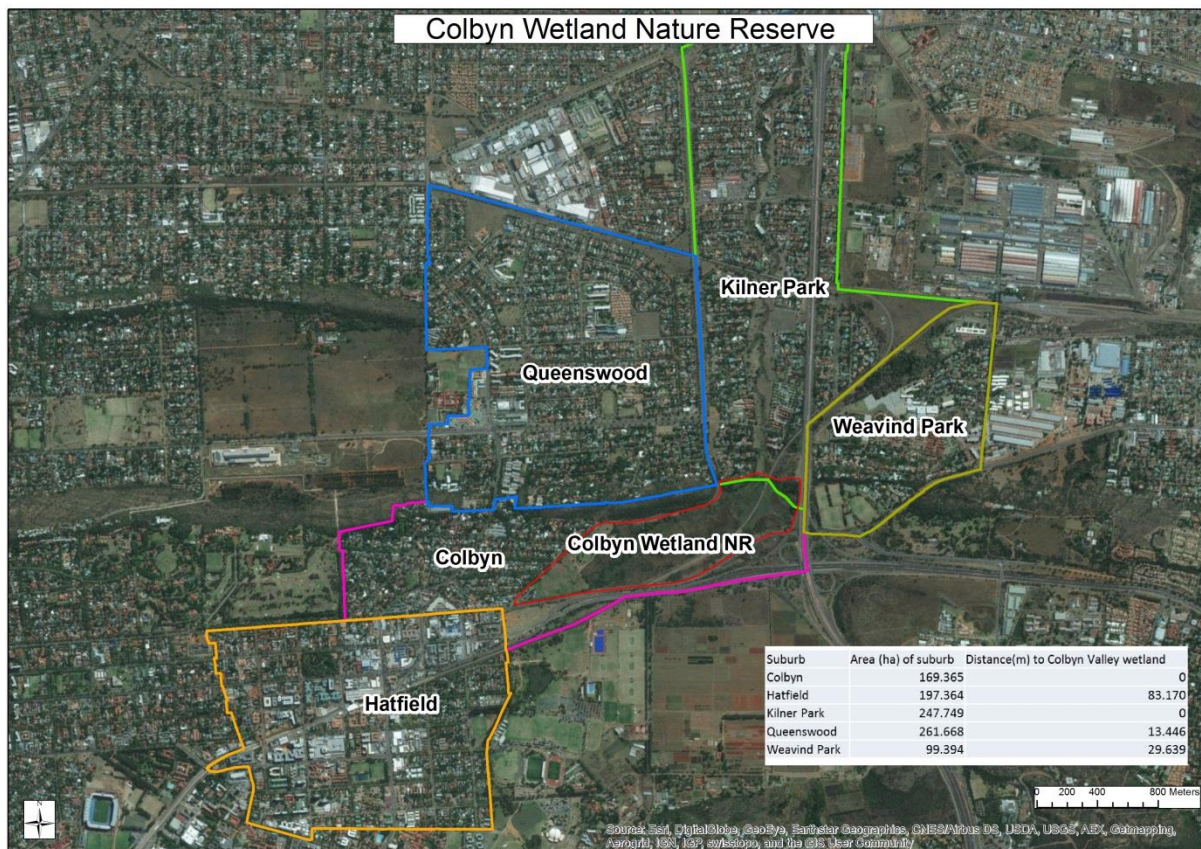 Colbyn Wetland Nature Reserve
Kilner Park
Queenswood
Weavind Park
Colbyn Wetland NR
Colbyn
Hatfield
Suburb Area (ha) of suburb Distance(m) to Colbyn Valley wetland
Colbyn 169.365 0
Hatfield 197.364 83.170
Kilner Park 247.749 0
Queenswood 261.668 13.446
Weavind Park 99.394 29.639
N
0 200 400 800 Meters
Source: Esri, DigitalGlobe, GeoEye, Earthstar Geographics, CNES/Airbus DS, USDA, USGS, AEX, Getmapping,
Aerogrid, IGN, IGP, swisstopo, and the GIS User Community